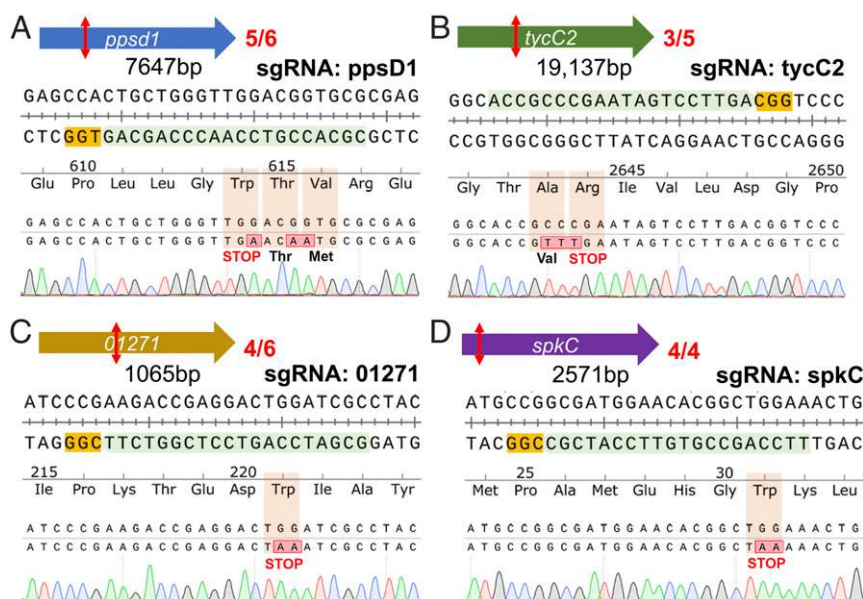 A
ppsd1
5/6
7647bp sgRNA: ppsD1
GAGCCACTGCTGGGTTGGACGGTGCGCGAG
CTCGGTGACGACCCAACCTGCCACGCGCTC
610 615
Glu Pro Leu Leu Gly Trp Thr Val Arg Glu
GAGCCACTGCTGGGTTGGACGGTGCGCGAG
GAGCCACTGCTGGGTTGAACAATGCGCGAG
STOP Thr Met
B
tycC2
3/5
19,137bp sgRNA: tycC2
GGCACCGCCCGAATAGTCCTTGACGGTCCC
CCGTGGCGGGCTTATCAGGAACTGCCAGGG
2645 2650
Gly Thr Ala Arg Ile Val Leu Asp Gly Pro
GGCACCGCCCGAATAGTCCTTGACGGTCCC
GGCACCGTTTGAATAGTCCTTGACGGTCCC
Val STOP
C
01271
4/6
1065bp sgRNA: 01271
ATCCCGAAGACCGAGGACTGGATCGCCTAC
TAGGGCTTCTGGCTCCTGACCTAGCGGATG
215 220
Ile Pro Lys Thr Glu Asp Trp Ile Ala Tyr
ATCCCGAAGACCGAGGACTGGATCGCCTAC
ATCCCGAAGACCGAGGACTAAATCGCCTAC
STOP
D
spkC
4/4
2571bp sgRNA: spkC
ATGCCGGCGATGGAACACGGCTGGAAACTG
TACGGCCGCTACCTTGTGCCGACCTTTGAC
25 30
Met Pro Ala Met Glu His Gly Trp Lys Leu
ATGCCGGCGATGGAACACGGCTGGAAACTG
ATGCCGGCGATGGAACACGGCTAAAAACTG
STOP